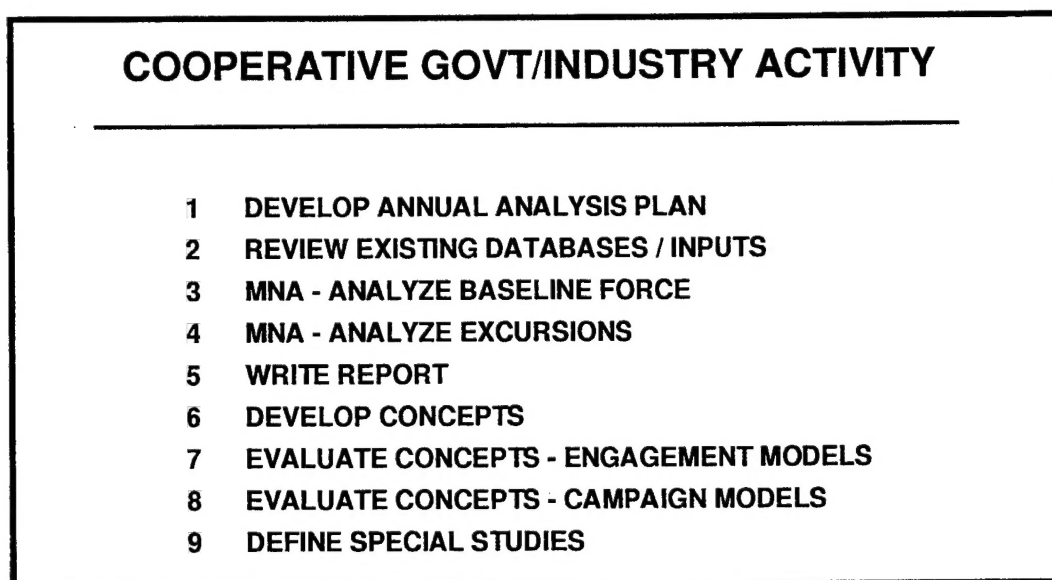 COOPERATIVE GOVT/INDUSTRY ACTIVITY
1 DEVELOP ANNUAL ANALYSIS PLAN
2 REVIEW EXISTING DATABASES / INPUTS
3 MNA - ANALYZE BASELINE FORCE
4 MNA - ANALYZE EXCURSIONS
5 WRITE REPORT
6 DEVELOP CONCEPTS
7 EVALUATE CONCEPTS - ENGAGEMENT MODELS
8 EVALUATE CONCEPTS - CAMPAIGN MODELS
9 DEFINE SPECIAL STUDIES